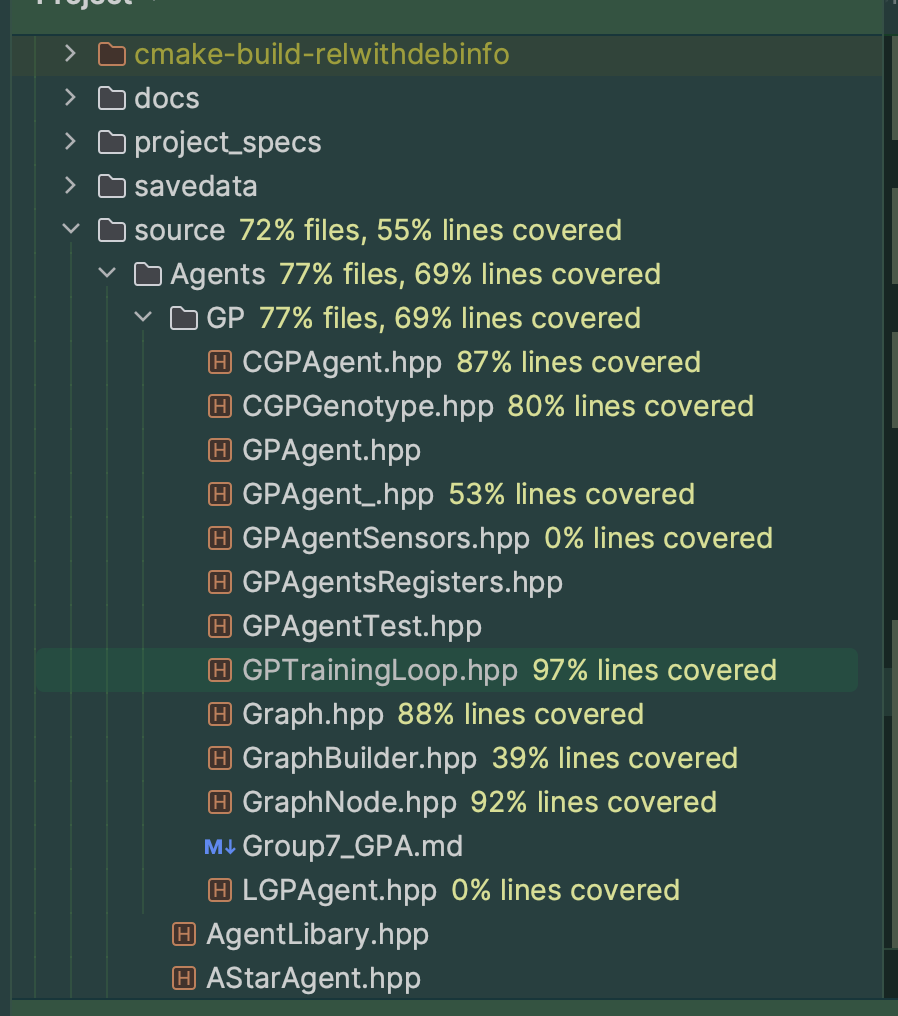 Project
cmake-build-relwithdebinfo
docs
project_specs
savedata
source 72% files, 55% lines covered
Agents 77% files, 69% lines covered
GP 77% files, 69% lines covered
H CGPAgent.hpp 87% lines covered
H CGPGenotype.hpp 80% lines covered
H GPAgent.hpp
H GPAgent_.hpp 53% lines covered
H GPAgentSensors.hpp 0% lines covered
H GPAgentsRegisters.hpp
H GPAgentTest.hpp
H GPTrainingLoop.hpp 97% lines covered
H Graph.hpp 88% lines covered
H GraphBuilder.hpp 39% lines covered
H GraphNode.hpp 92% lines covered
M↓ Group7_GPA.md
H LGPAgent.hpp 0% lines covered
H AgentLibary.hpp
H AStarAgent.hpp